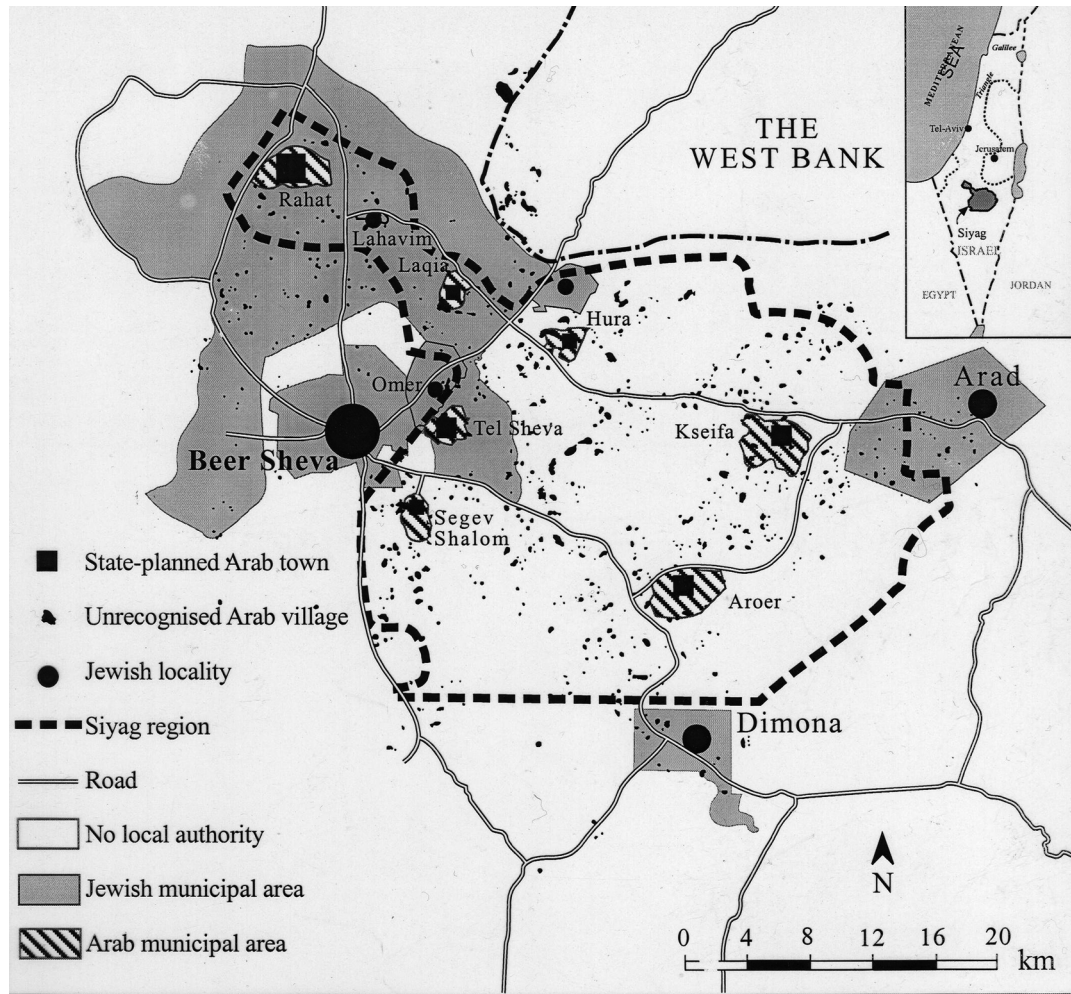 THE
WEST BANK
Rahat
Lahavim
Laqia
Hura
Omer
Tel Sheva
Beer Sheva
Kseifa
Arad
Segev
Shalom
Aroer
Dimona
MEDITERRANEAN
SEA
Galilee
Triangle
Tel-Aviv
Jerusalem
Siyag
ISRAEL
EGYPT
JORDAN
State-planned Arab town
Unrecognised Arab village
Jewish locality
Siyag region
Road
No local authority
Jewish municipal area
Arab municipal area
N
0 4 8 12 16 20
km